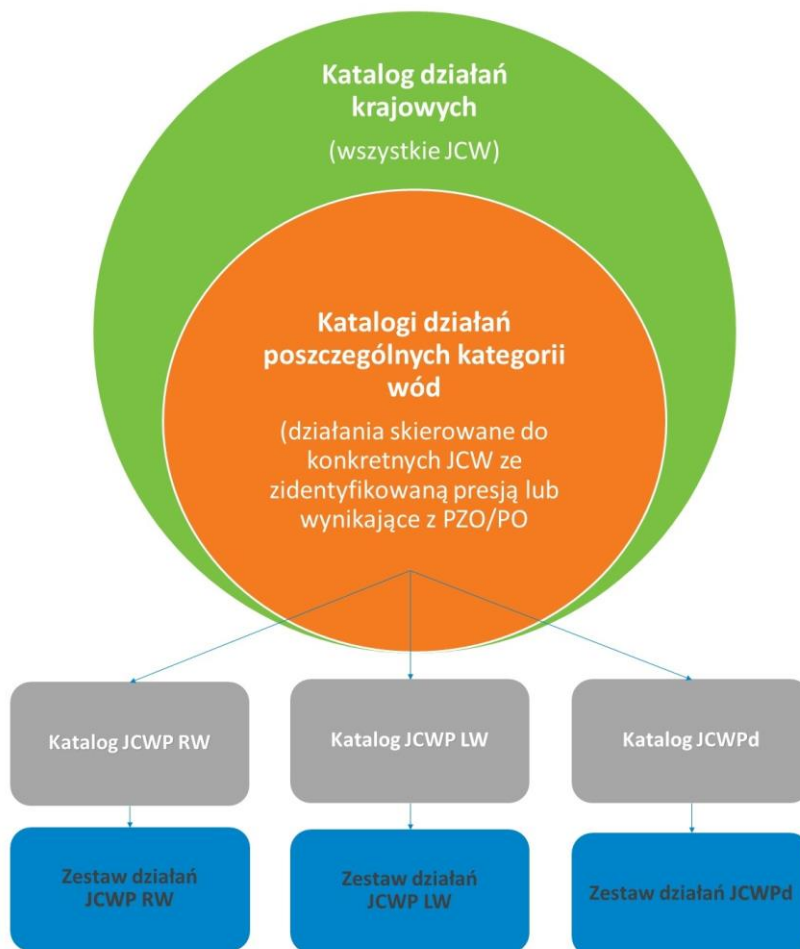 Katalog działań
krajowych
(wszystkie JCW)
Katalogi działań
poszczególnych kategorii
wód
(działania skierowane do
konkretnych JCW ze
zidentyfikowaną presją lub
wynikające z PZO/PO
Katalog JCWP RW
Katalog JCWP LW
Katalog JCWPd
Zestaw działań
JCWP RW
Zestaw działań
JCWP LW
Zestaw działań JCWPd